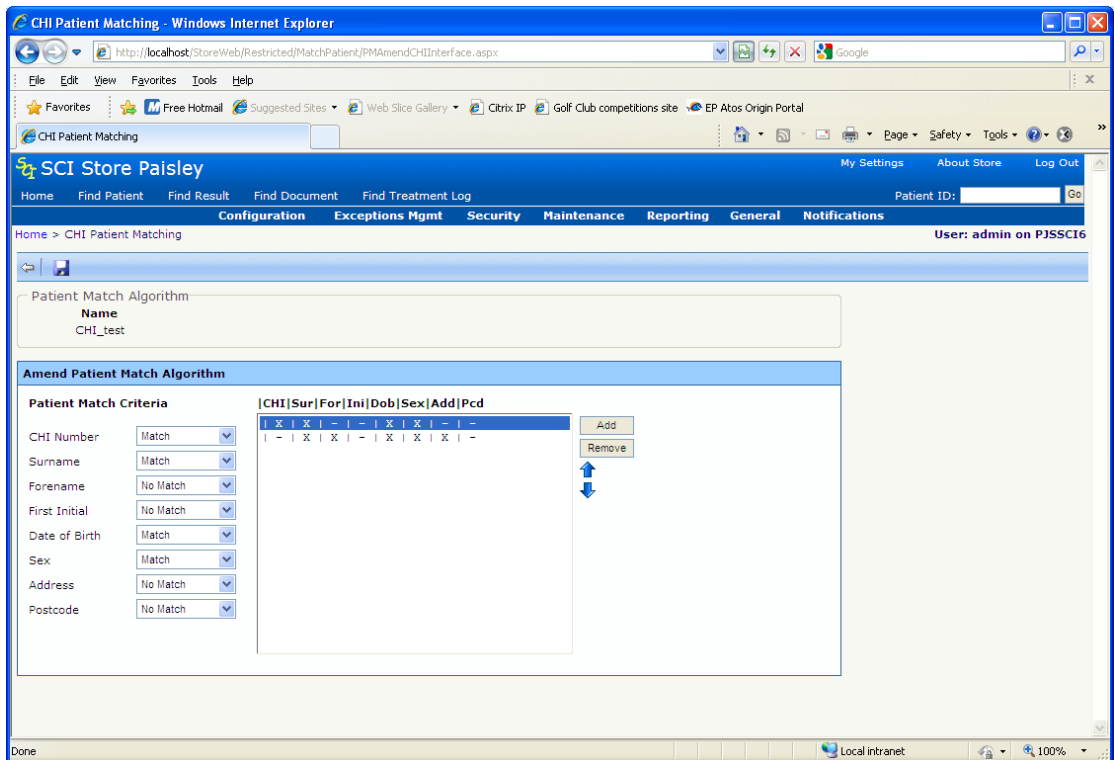 CHI Patient Matching - Windows Internet Explorer
http://localhost/StoreWeb/Restricted/MatchPatient/PMAmendCHIInterface.aspx
Google
File Edit View Favorites Tools Help
Favorites Free Hotmail Suggested Sites Web Slice Gallery Citrix IP Golf Club competitions site EP Atos Origin Portal
CHI Patient Matching
Page Safety Tools
SCI Store Paisley
My Settings About Store Log Out
Home Find Patient Find Result Find Document Find Treatment Log
Patient ID: Go
Configuration Exceptions Mgmt Security Maintenance Reporting General Notifications
Home > CHI Patient Matching
User: admin on PJSSCI6
Patient Match Algorithm
Name
CHI_test
Amend Patient Match Algorithm
Patient Match Criteria
|CHI|Sur|For|Ini|Dob|Sex|Add|Pcd
| X | X | - | - | X | X | - | -
| - | X | X | - | X | X | X | -
Add
Remove
CHI Number Match
Surname Match
Forename No Match
First Initial No Match
Date of Birth Match
Sex Match
Address No Match
Postcode No Match
Done
Local intranet
100%